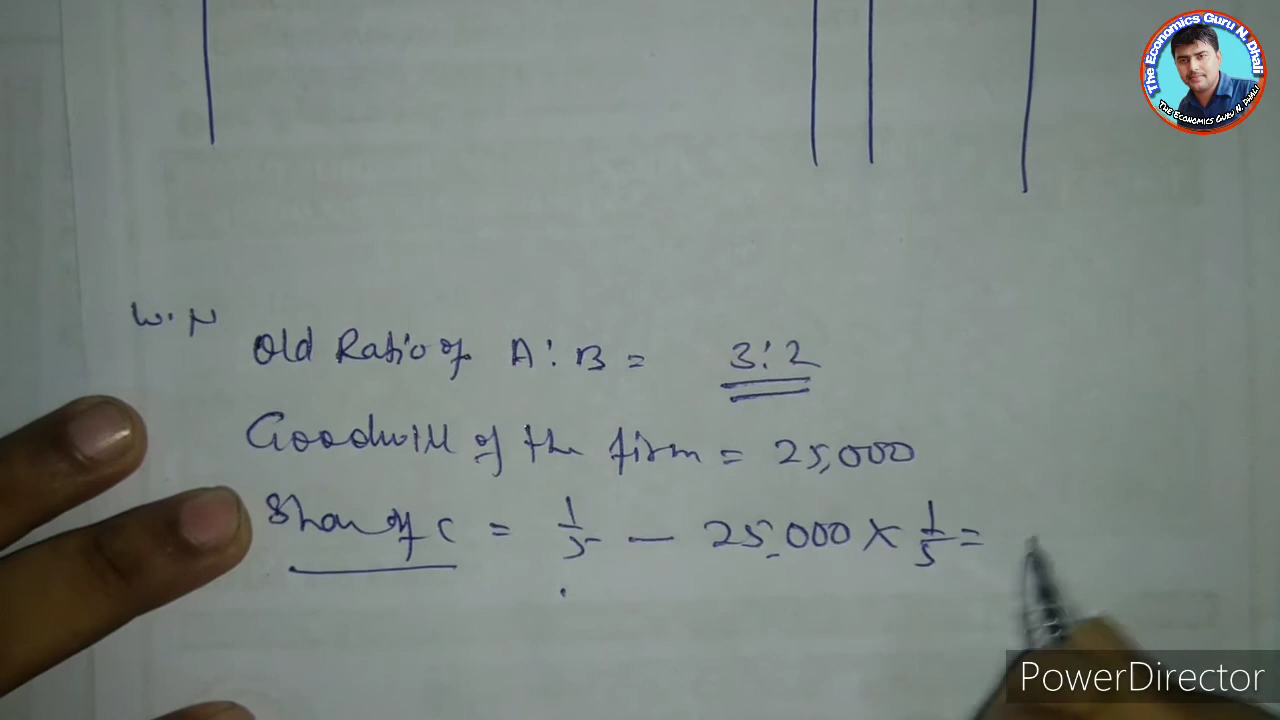 The Economics Guru N. Dhali
THE ECONOMICS GURU N. DHALI
W.N
Old Ratio of A:B = 3:2
Goodwill of the firm = 25,000
Shar of C = 1/5 — 25,000 × 1/5 =
PowerDirector